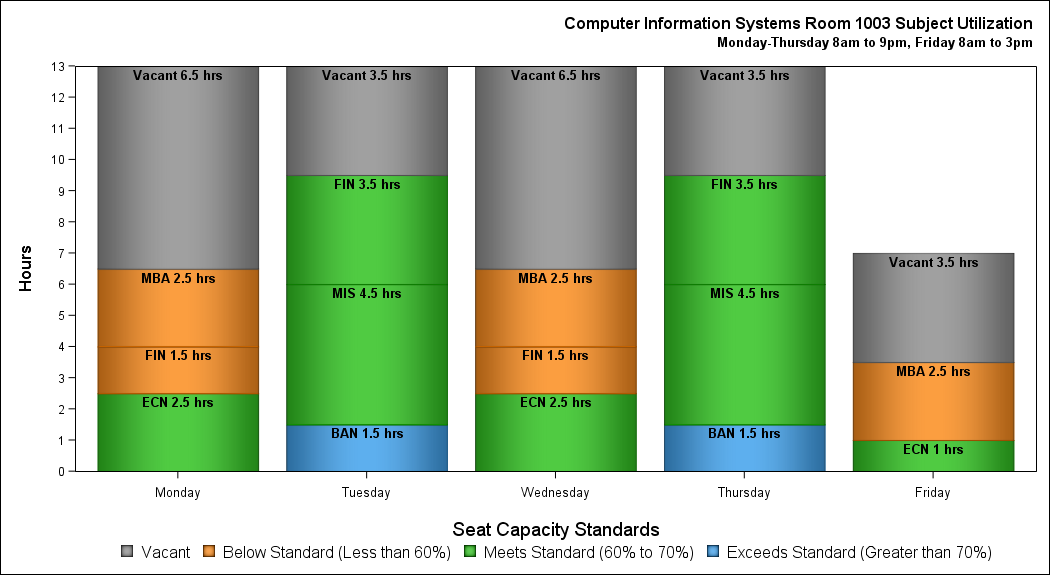 Computer Information Systems Room 1003 Subject Utilization
Monday-Thursday 8am to 9pm, Friday 8am to 3pm
Hours
13
12
11
10
9
8
7
6
5
4
3
2
1
0
Vacant 6.5 hrs
MBA 2.5 hrs
FIN 1.5 hrs
ECN 2.5 hrs
Vacant 3.5 hrs
FIN 3.5 hrs
MIS 4.5 hrs
BAN 1.5 hrs
Vacant 6.5 hrs
MBA 2.5 hrs
FIN 1.5 hrs
ECN 2.5 hrs
Vacant 3.5 hrs
FIN 3.5 hrs
MIS 4.5 hrs
BAN 1.5 hrs
Vacant 3.5 hrs
MBA 2.5 hrs
ECN 1 hrs
Monday Tuesday Wednesday Thursday Friday
Seat Capacity Standards
Vacant Below Standard (Less than 60%) Meets Standard (60% to 70%) Exceeds Standard (Greater than 70%)